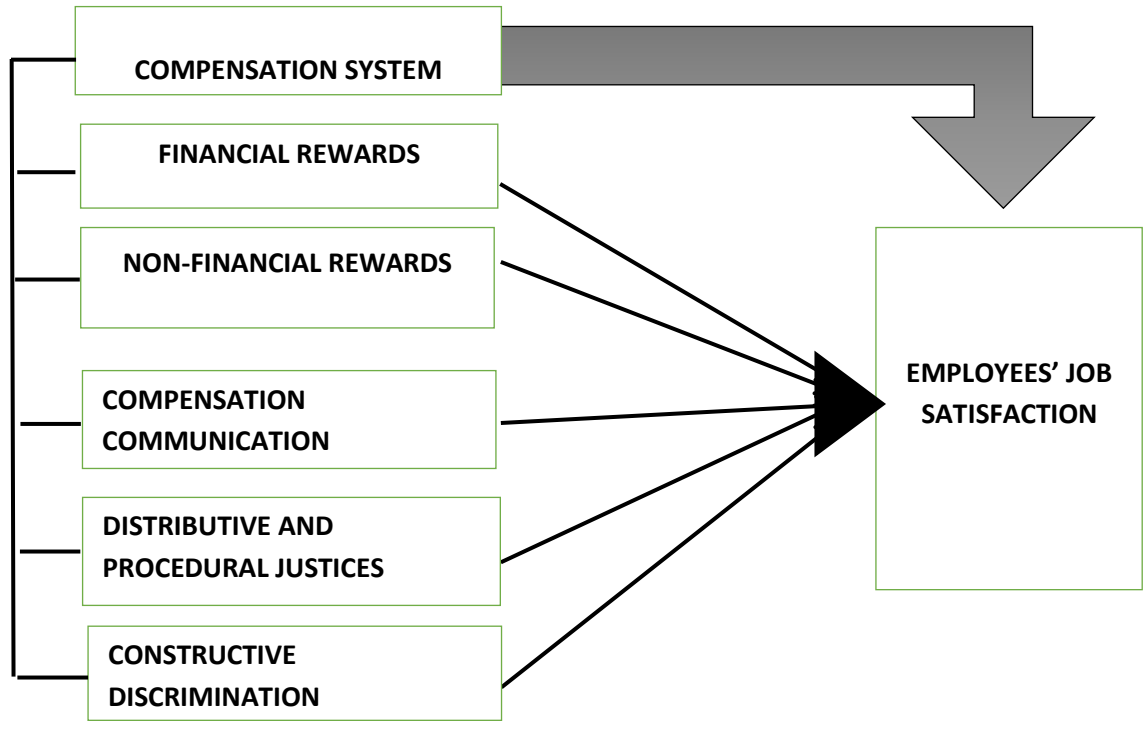 COMPENSATION SYSTEM
FINANCIAL REWARDS
NON-FINANCIAL REWARDS
COMPENSATION
COMMUNICATION
DISTRIBUTIVE AND
PROCEDURAL JUSTICES
CONSTRUCTIVE
DISCRIMINATION
EMPLOYEES’ JOB
SATISFACTION